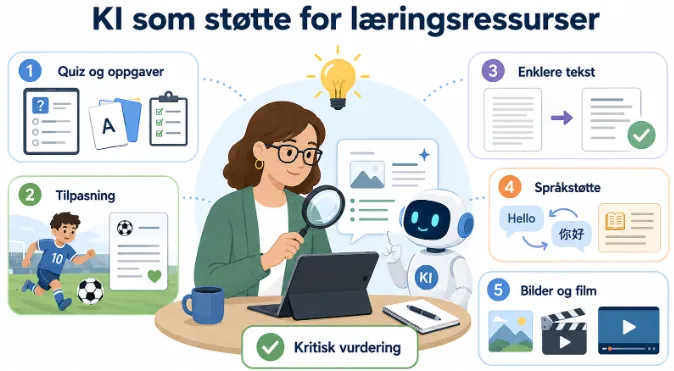 KI som støtte for læringsressurser
1 Quiz og oppgaver
?
A
2 Tilpasning
10
3 Enklere tekst
4 Språkstøtte
Hello
你好
5 Bilder og film
KI
Kritisk vurdering